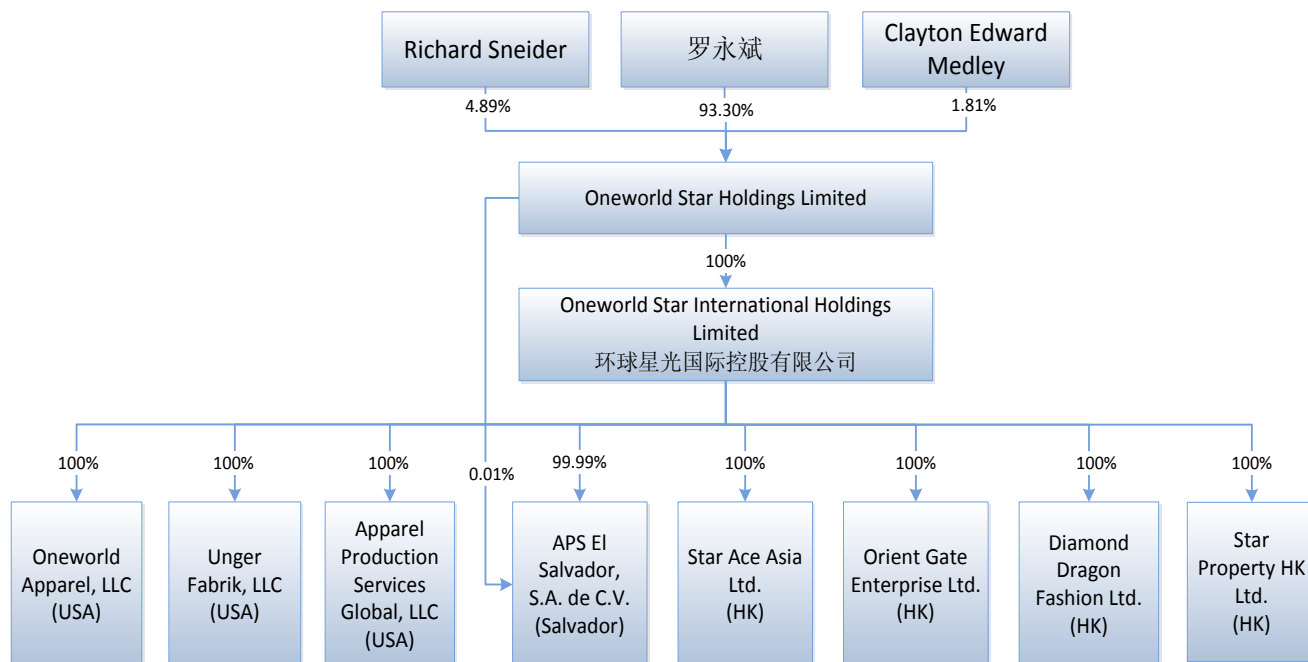 Richard Sneider
罗永斌
Clayton Edward
Medley
4.89%
93.30%
1.81%
Oneworld Star Holdings Limited
100%
Oneworld Star International Holdings
Limited
环球星光国际控股有限公司
100%
100%
100%
0.01%
99.99%
100%
100%
100%
100%
Oneworld
Apparel, LLC
(USA)
Unger
Fabrik, LLC
(USA)
Apparel
Production
Services
Global, LLC
(USA)
APS El
Salvador,
S.A. de C.V.
(Salvador)
Star Ace Asia
Ltd.
(HK)
Orient Gate
Enterprise Ltd.
(HK)
Diamond
Dragon
Fashion Ltd.
(HK)
Star
Property HK
Ltd.
(HK)